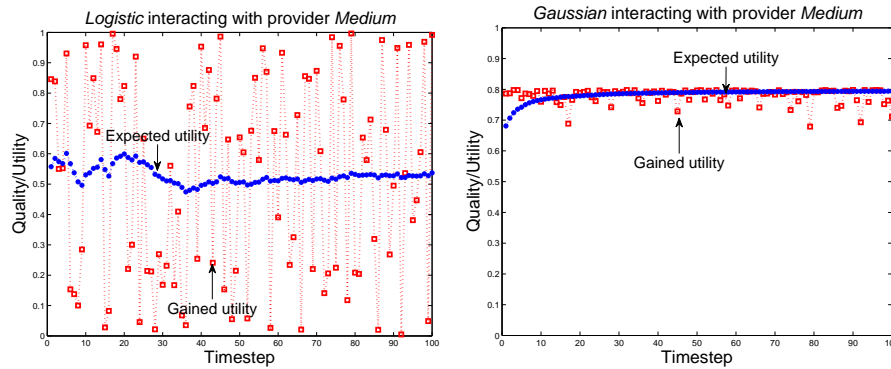 Logistic interacting with provider Medium
Quality/Utility
1
0.9
0.8
0.7
0.6
0.5
0.4
0.3
0.2
0.1
0
Expected utility
Gained utility
0 10 20 30 40 50 60 70 80 90 100
Timestep
Gaussian interacting with provider Medium
Quality/Utility
1
0.9
0.8
0.7
0.6
0.5
0.4
0.3
0.2
0.1
0
Expected utility
Gained utility
0 10 20 30 40 50 60 70 80 90 100
Timestep